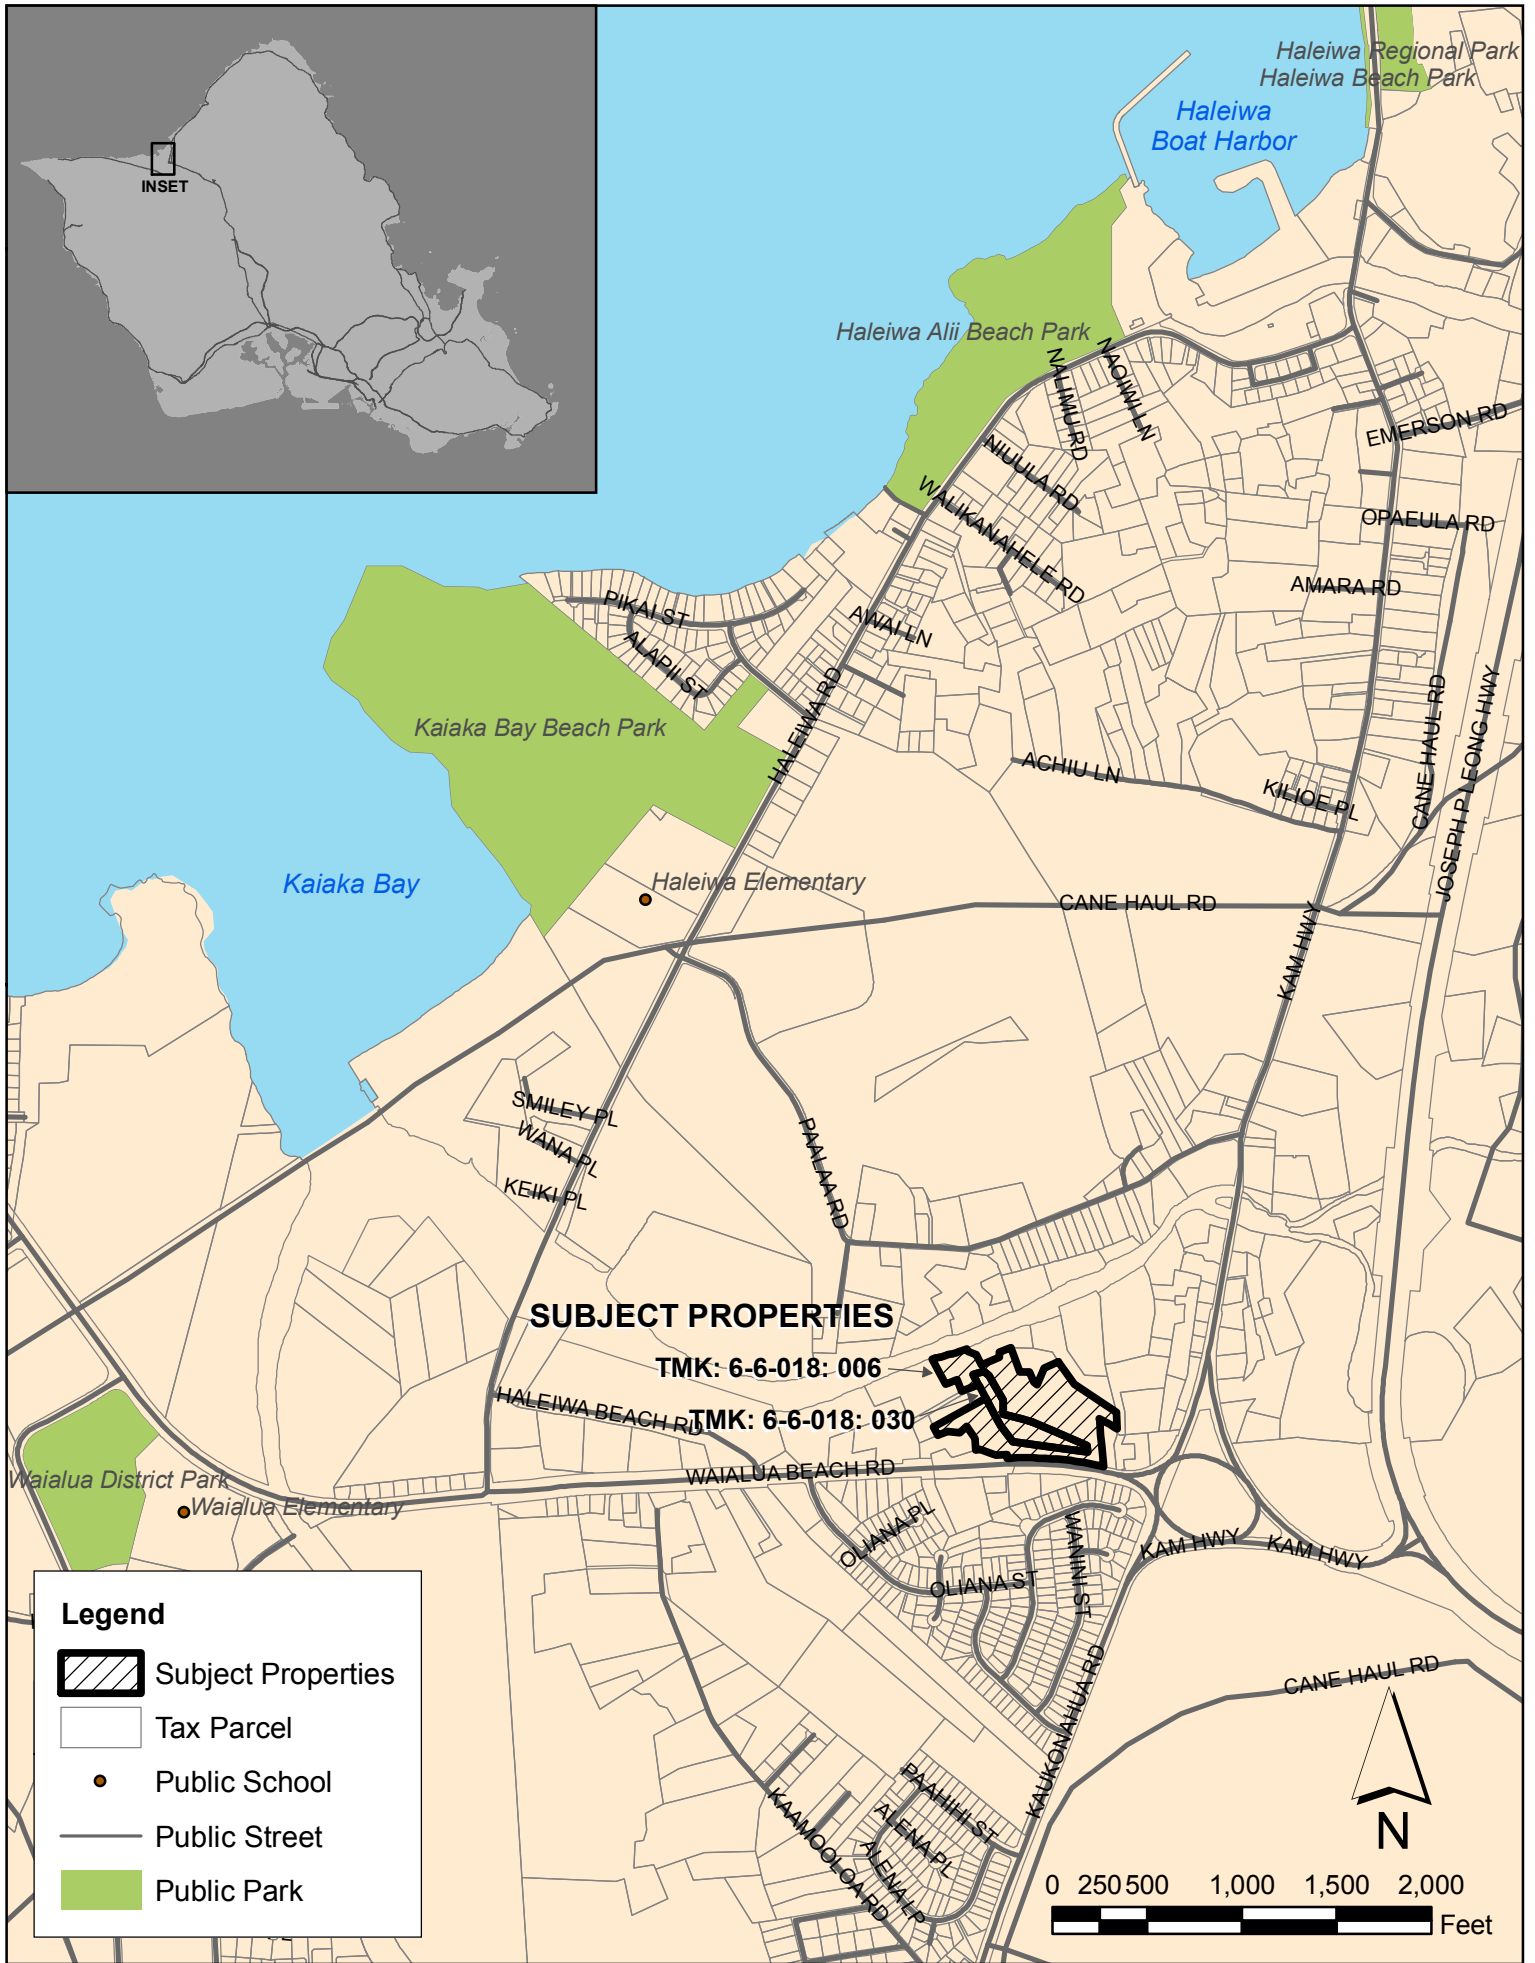 INSET
Haleiwa Regional Park
Haleiwa Beach Park
Haleiwa
Boat Harbor
Haleiwa Alii Beach Park
NALIMU RD
NAOIWI LN
EMERSON RD
NIUULA RD
WALIKANAHELE RD
OPAEULA RD
AMARA RD
PIKAI ST
AWAI LN
ALAPII ST
HALEIWA RD
Kaiaka Bay Beach Park
ACHIU LN
KILIOE PL
CANE HAUL RD
JOSEPH P LEONG HWY
Kaiaka Bay
Haleiwa Elementary
CANE HAUL RD
KAM HWY
SMILEY PL
WANA PL
KEIKI PL
PAALAA RD
SUBJECT PROPERTIES
TMK: 6-6-018: 006
TMK: 6-6-018: 030
HALEIWA BEACH RD
WAIALUA BEACH RD
Waialua District Park
Waialua Elementary
OLIANA PL
OLIANA ST
WANINI ST
KAM HWY
KAM HWY
KAUKONAHUA RD
CANE HAUL RD
PAAHIHI ST
ALENA PL
ALENA LP
KAAMOOLOA RD
Legend
Subject Properties
Tax Parcel
Public School
Public Street
Public Park
N
0 250 500 1,000 1,500 2,000
Feet